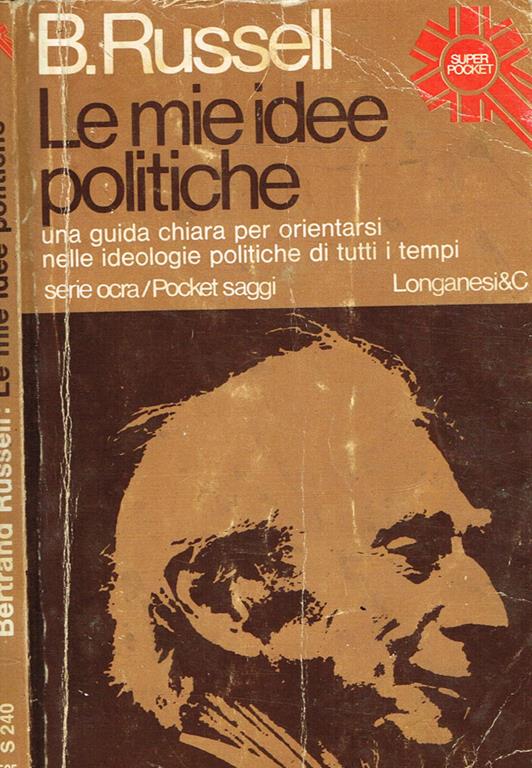 B.Russell
SUPER
POCKET
Le mie idee
politiche
una guida chiara per orientarsi
nelle ideologie politiche di tutti i tempi
serie ocra/Pocket saggi
Longanesi&C
Bertrand Russell: Le mie idee politiche
S 240